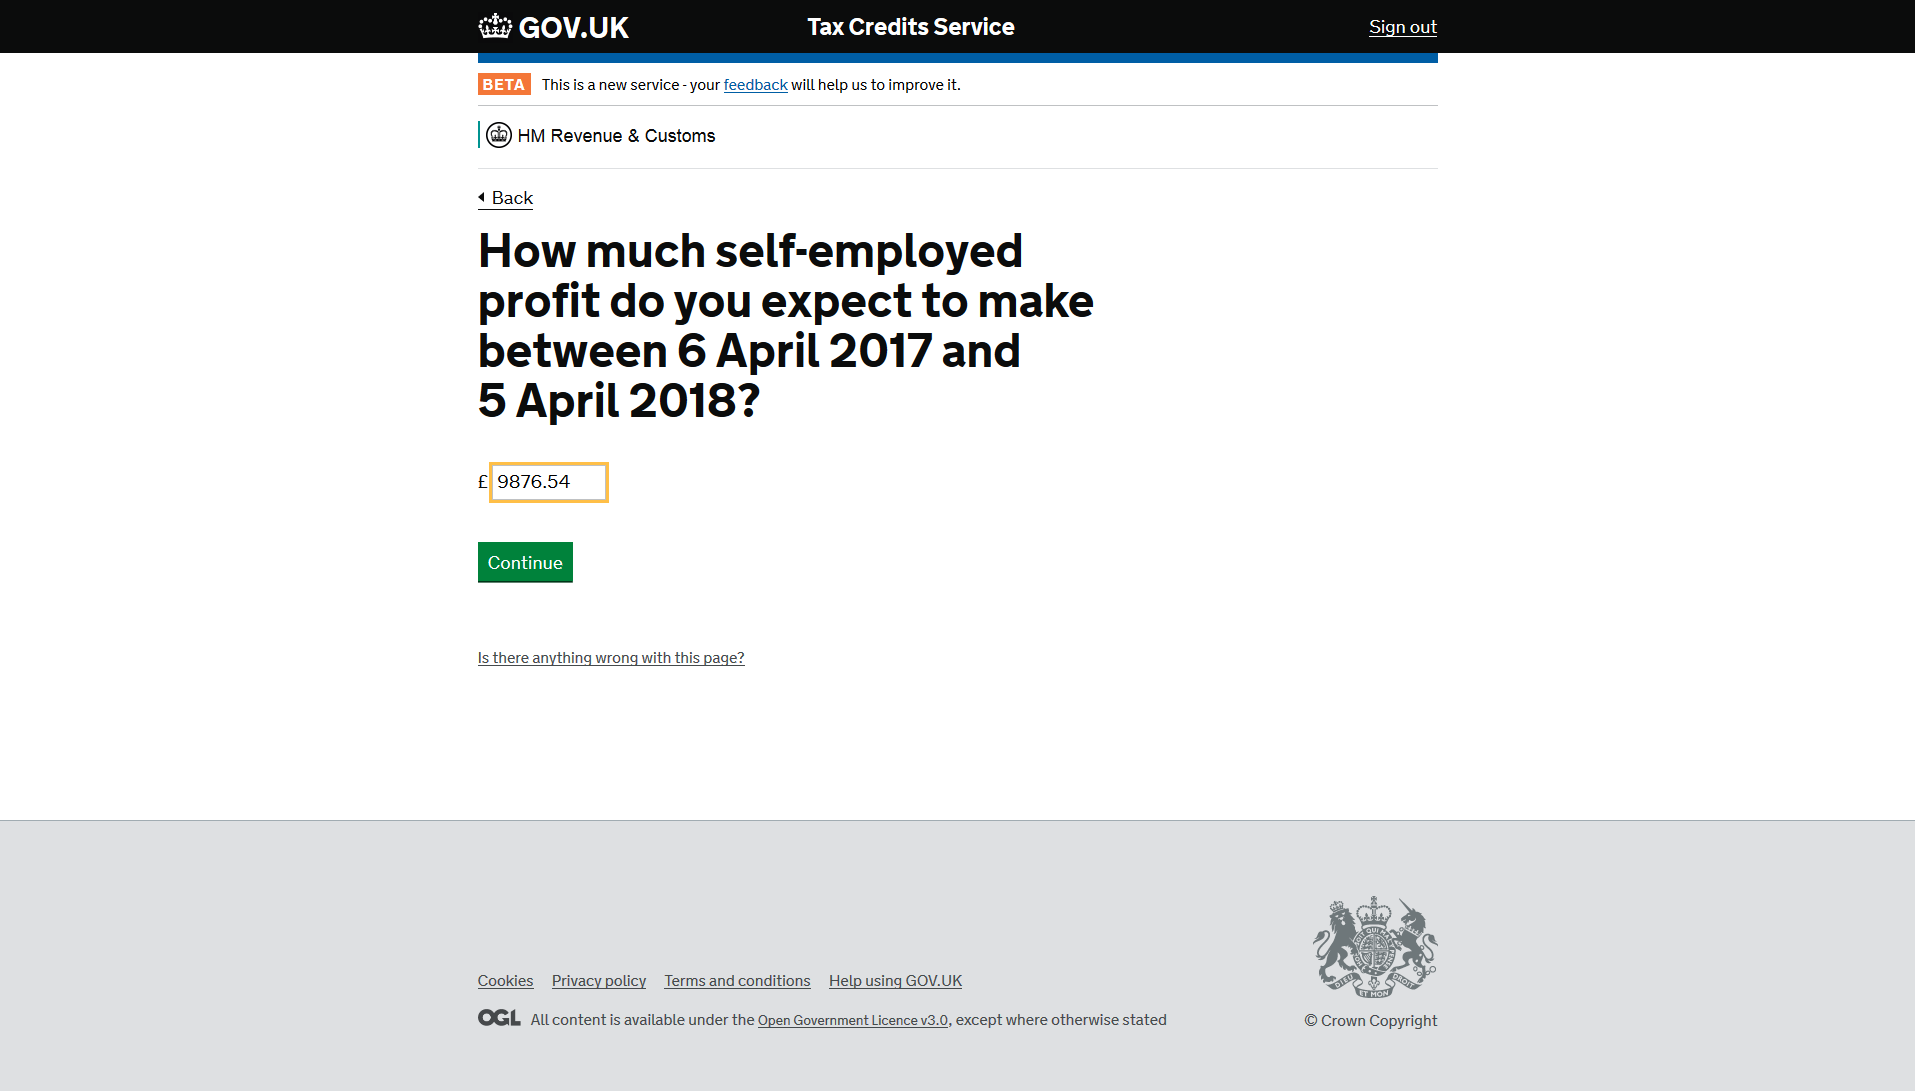 GOV.UK Tax Credits Service Sign out
BETA This is a new service - your feedback will help us to improve it.
HM Revenue & Customs
Back
How much self-employed
profit do you expect to make
between 6 April 2017 and
5 April 2018?
£ 9876.54
Continue
Is there anything wrong with this page?
Cookies Privacy policy Terms and conditions Help using GOV.UK
OGL All content is available under the Open Government Licence v3.0, except where otherwise stated
© Crown Copyright